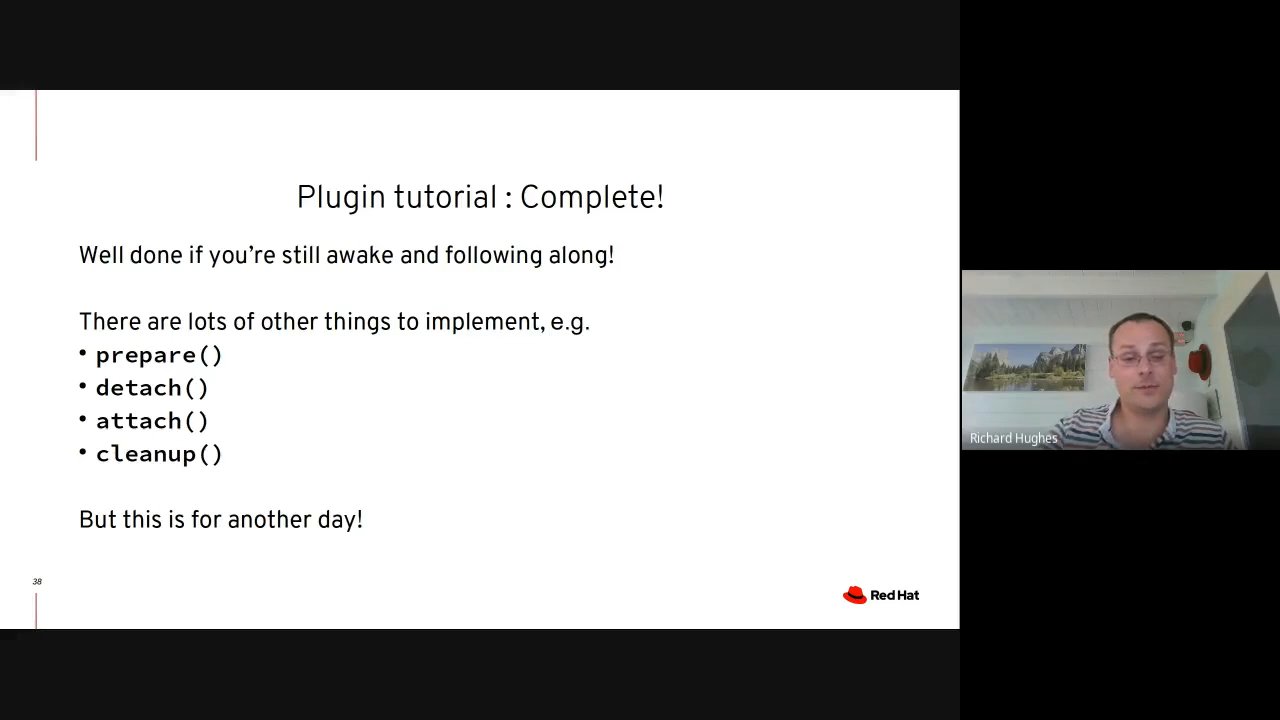 Plugin tutorial : Complete!
Well done if you're still awake and following along!
There are lots of other things to implement, e.g.
• prepare()
• detach()
• attach()
• cleanup()
But this is for another day!
38
Red Hat
Richard Hughes